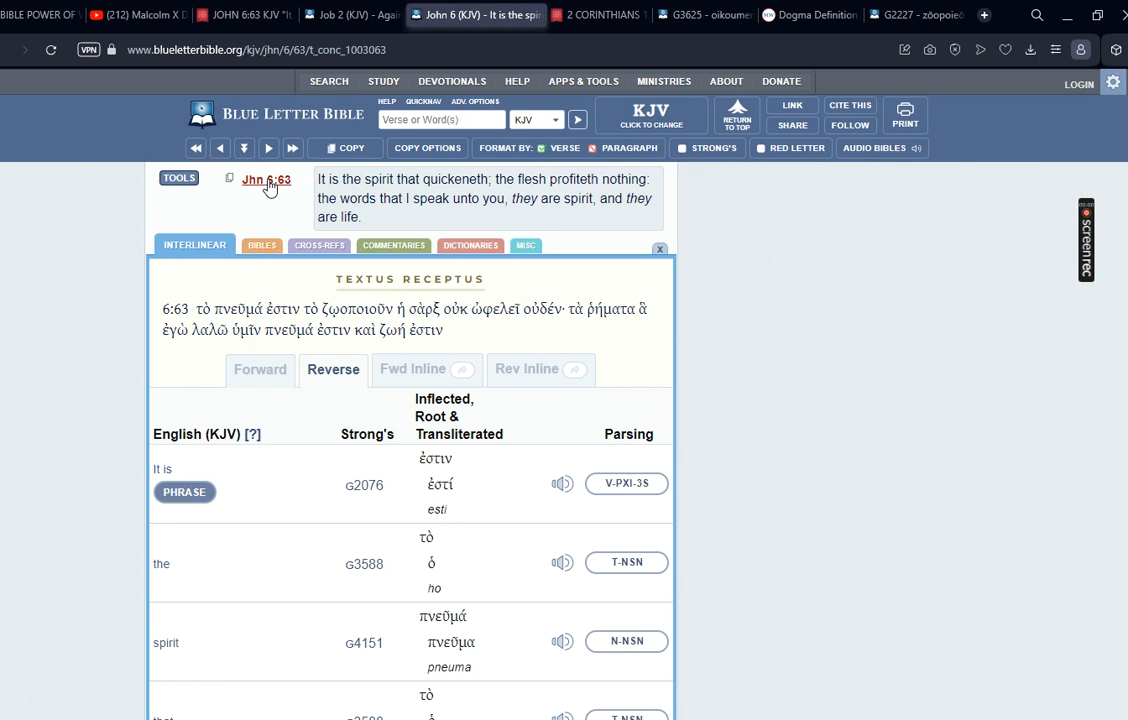 BIBLE POWER OF
(212) Malcolm X D
JOHN 6:63 KJV "It
Job 2 (KJV) - Agai
John 6 (KJV) - It is the spir
2 CORINTHIANS 1
G3625 - oikoume
Dogma Definition
G2227 - zōopoieō
VPN
www.blueletterbible.org/kjv/jhn/6/63/t_conc_1003063
SEARCH STUDY DEVOTIONALS HELP APPS & TOOLS MINISTRIES ABOUT DONATE
LOGIN
BLUE LETTER BIBLE
HELP QUICKNAV ADV. OPTIONS
Verse or Word(s)
KJV
KJV
CLICK TO CHANGE
RETURN
TO TOP
LINK
CITE THIS
SHARE
FOLLOW
PRINT
COPY
COPY OPTIONS
FORMAT BY: VERSE PARAGRAPH
STRONG'S
RED LETTER
AUDIO BIBLES
TOOLS
Jhn 6:63
It is the spirit that quickeneth; the flesh profiteth nothing:
the words that I speak unto you, they are spirit, and they
are life.
INTERLINEAR BIBLES CROSS-REFS COMMENTARIES DICTIONARIES MISC
X
TEXTUS RECEPTUS
6:63 τὸ πνεῦμά ἐστιν τὸ ζῳοποιοῦν ἡ σὰρξ οὐκ ὠφελεῖ οὐδέν· τὰ ῥήματα ἃ
ἐγὼ λαλῶ ὑμῖν πνεῦμά ἐστιν καὶ ζωή ἐστιν
Forward Reverse Fwd Inline Rev Inline
English (KJV) [?]
Strong's
Inflected,
Root &
Transliterated
Parsing
It is
PHRASE
G2076
ἐστιν
ἐστί
esti
V-PXI-3S
the
G3588
τὸ
ὁ
ho
T-NSN
spirit
G4151
πνεῦμά
πνεῦμα
pneuma
N-NSN
that
G3588
τὸ
ὁ
T-NSN
screenrec